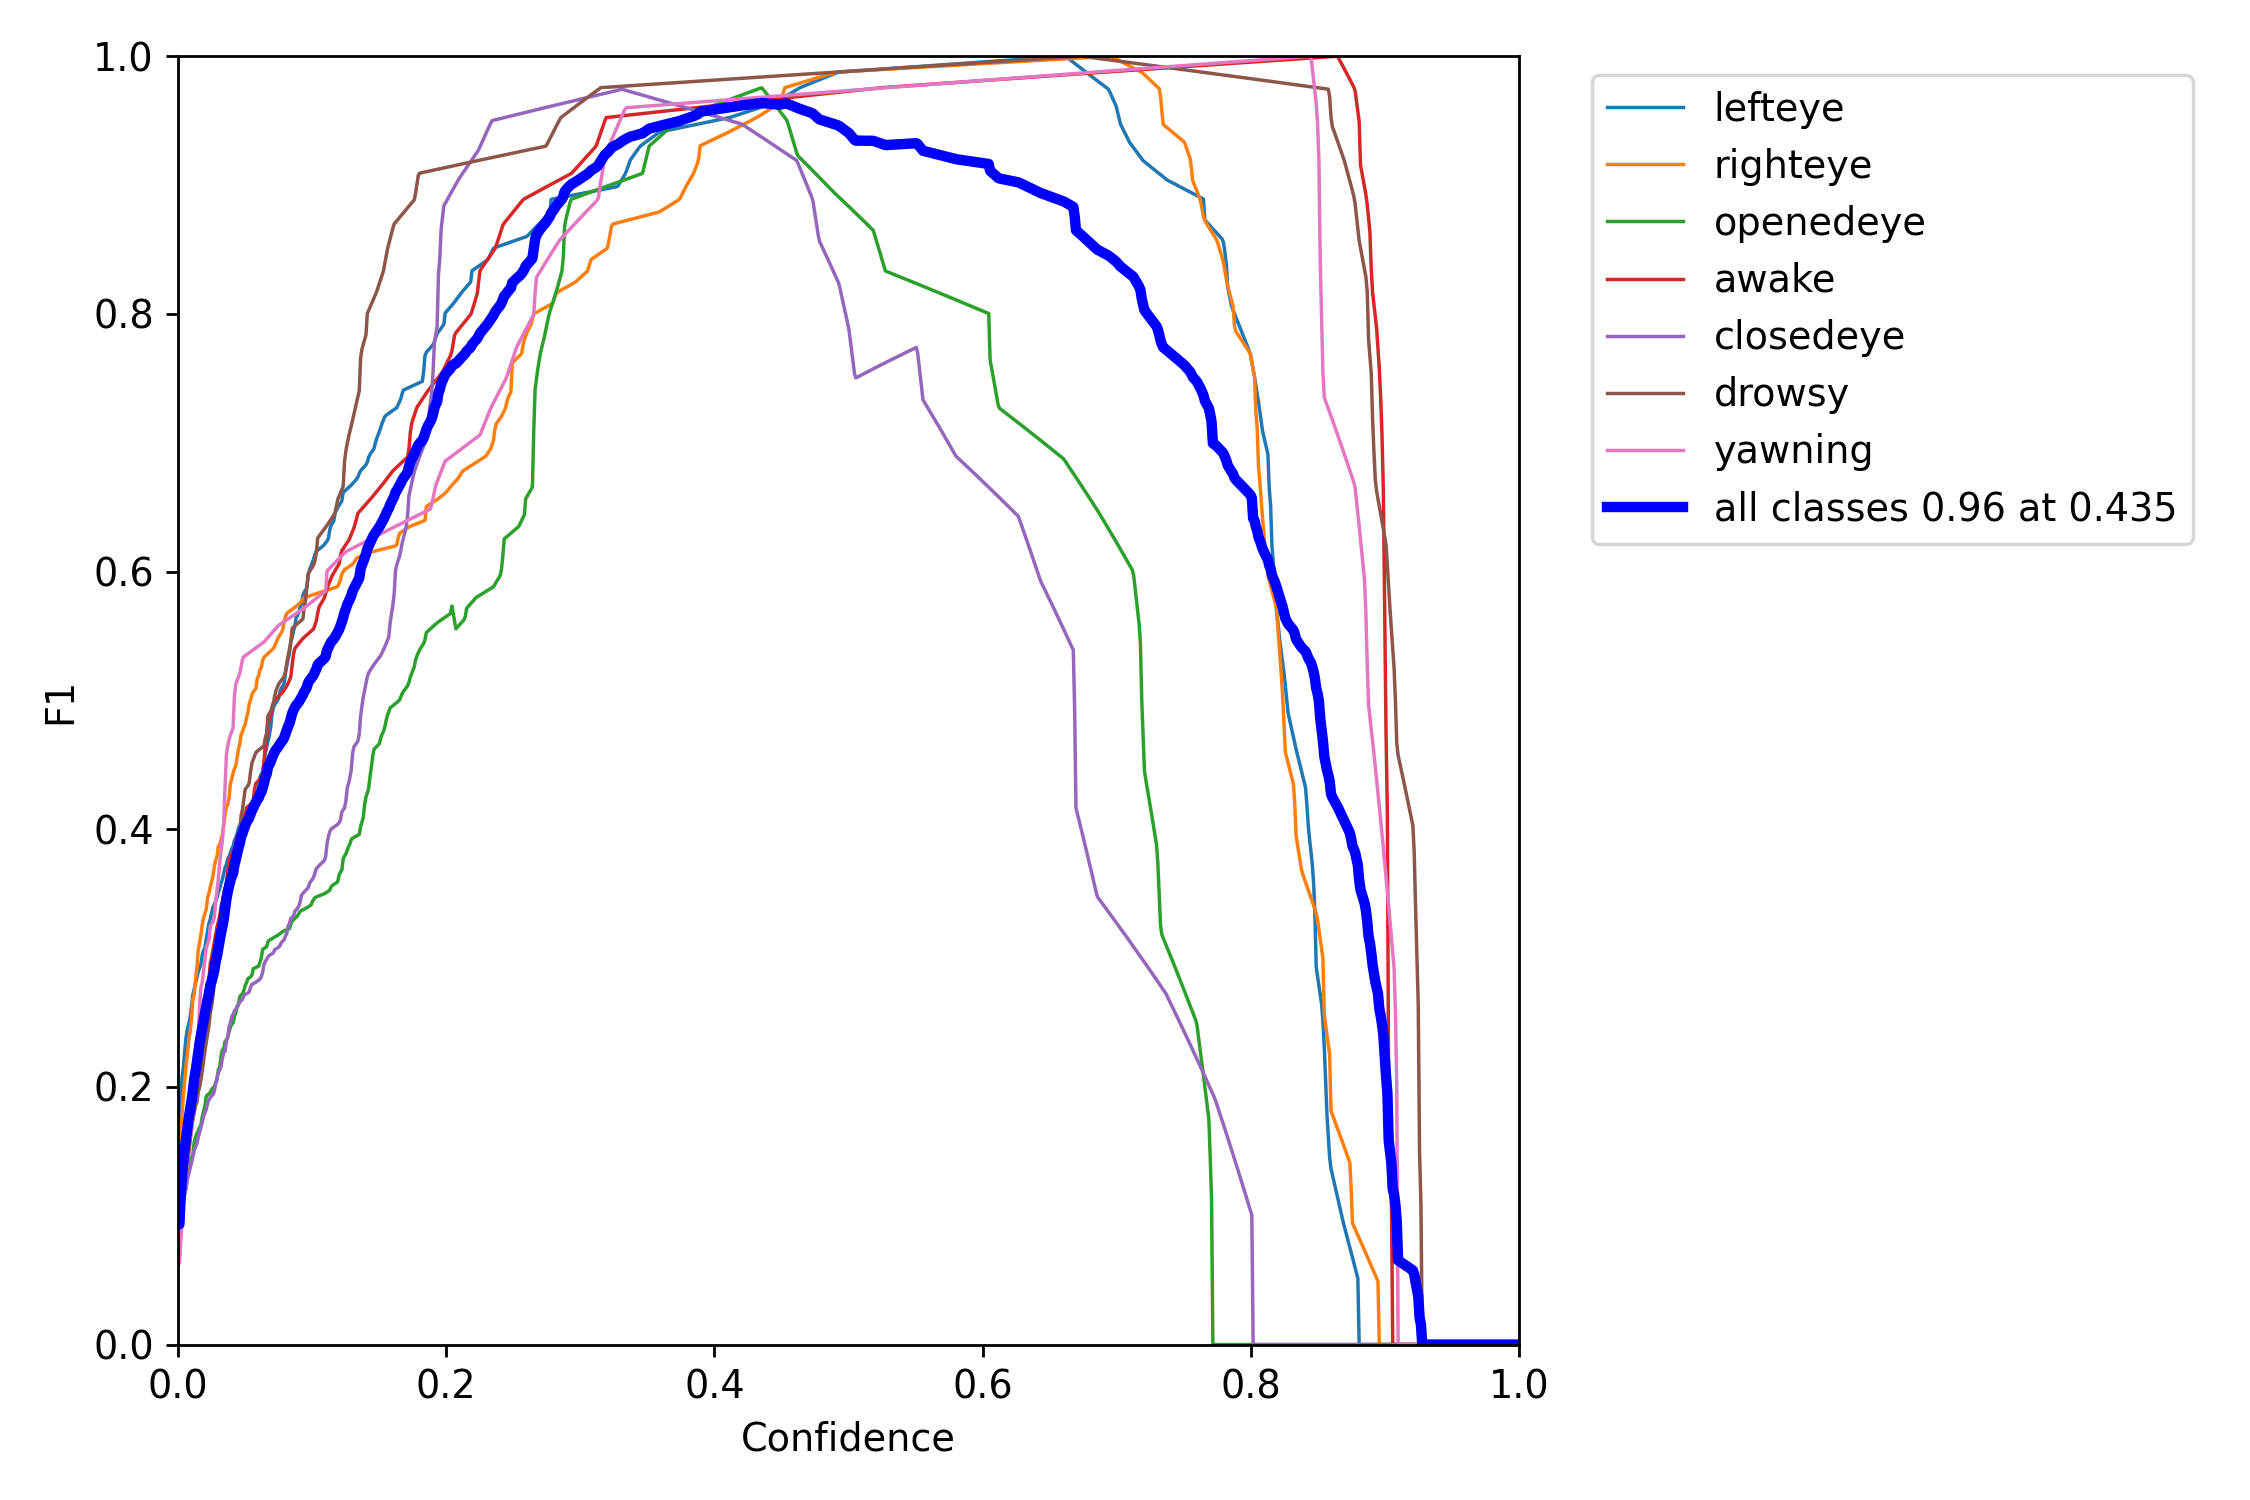 1.0
0.8
0.6
0.4
0.2
0.0
F1
0.0 0.2 0.4 0.6 0.8 1.0
Confidence
lefteye
righteye
openedeye
awake
closedeye
drowsy
yawning
all classes 0.96 at 0.435